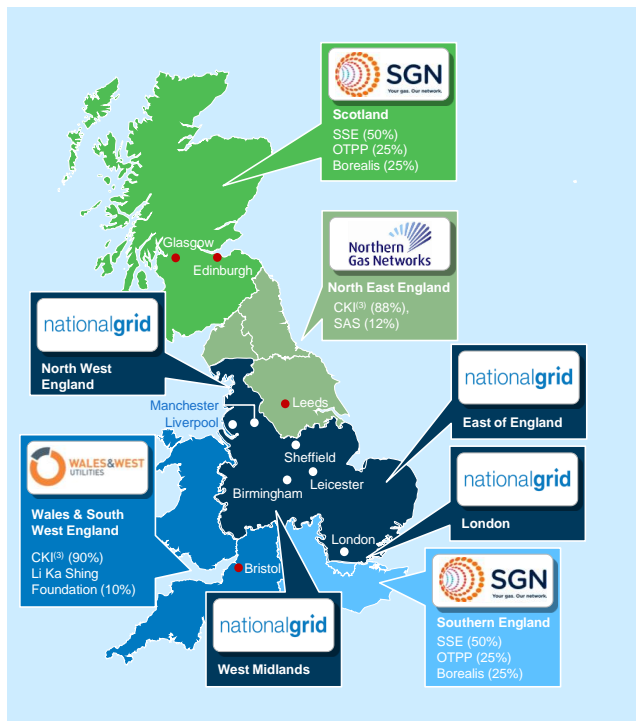 SGN
Your gas. Our network.
Scotland
SSE (50%)
OTPP (25%)
Borealis (25%)
Glasgow
Edinburgh
Northern
Gas Networks
North East England
CKI(3) (88%),
SAS (12%)
nationalgrid
North West
England
Leeds
Manchester
Liverpool
nationalgrid
East of England
Sheffield
Leicester
Birmingham
WALES&WEST
UTILITIES
Wales & South
West England
CKI(3) (90%)
Li Ka Shing
Foundation (10%)
nationalgrid
London
London
Bristol
SGN
Your gas. Our network.
Southern England
SSE (50%)
OTPP (25%)
Borealis (25%)
nationalgrid
West Midlands